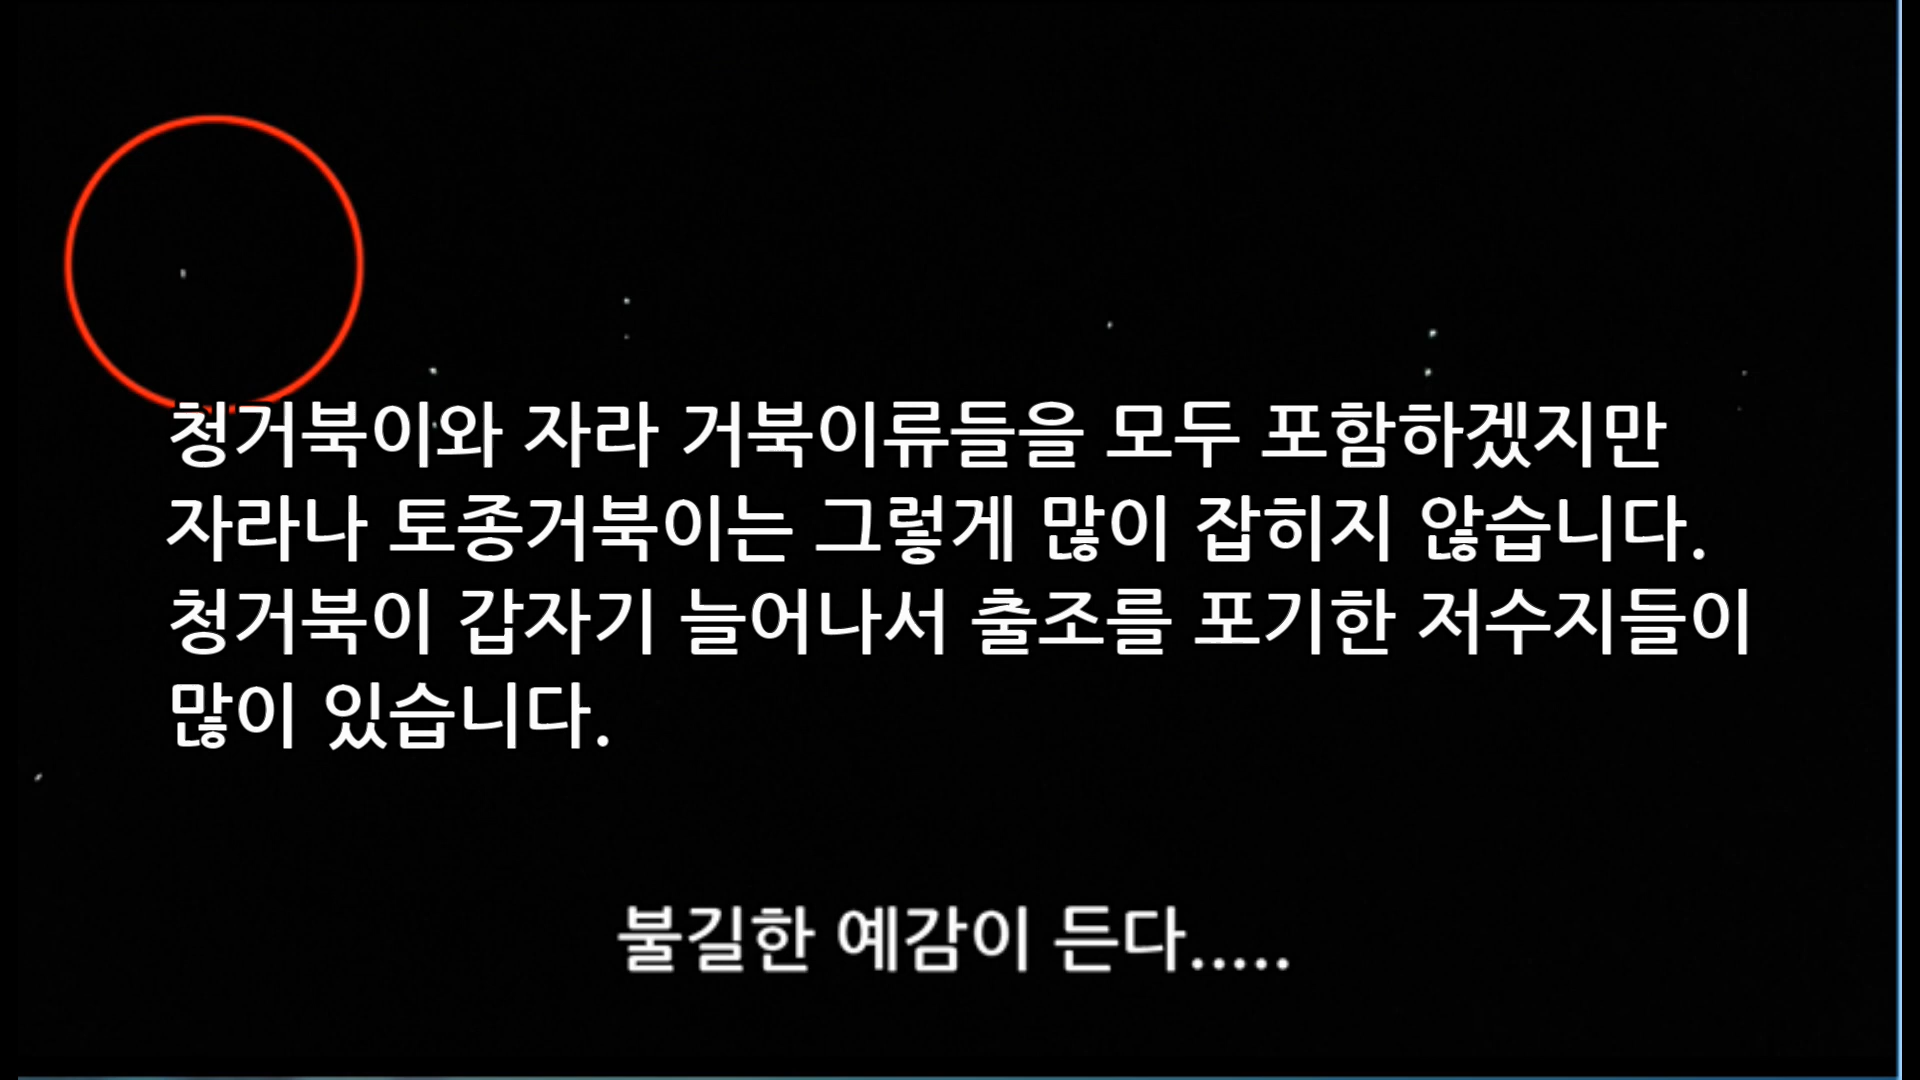 청거북이와 자라 거북이류들을 모두 포함하겠지만
자라나 토종거북이는 그렇게 많이 잡히지 않습니다.
청거북이 갑자기 늘어나서 출조를 포기한 저수지들이
많이 있습니다.
불길한 예감이 든다.....